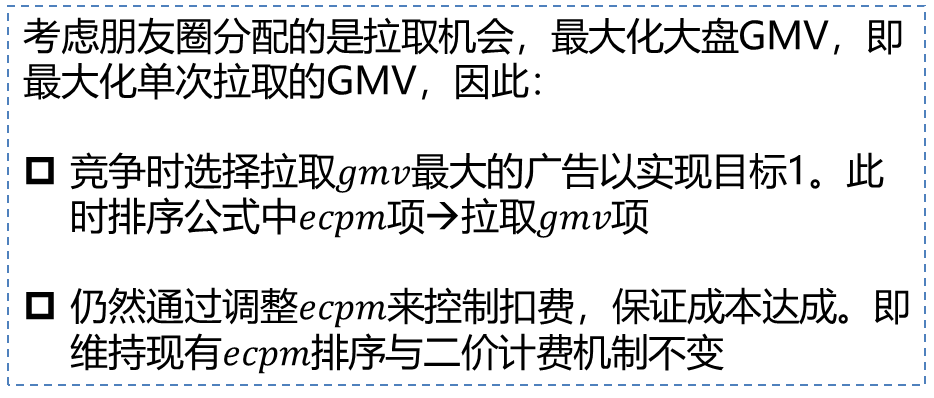 考虑朋友圈分配的是拉取机会，最大化大盘GMV，即
最大化单次拉取的GMV，因此：
竞争时选择拉取gmv最大的广告以实现目标1。此
时排序公式中ecpm项→拉取gmv项
仍然通过调整ecpm来控制扣费，保证成本达成。即
维持现有ecpm排序与二价计费机制不变